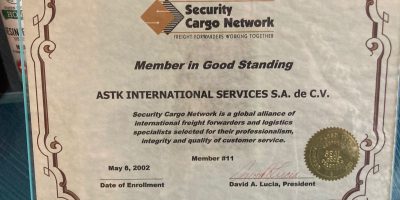 Security
Cargo Network
FREIGHT FORWARDERS WORKING TOGETHER
Member in Good Standing
ASTK INTERNATIONAL SERVICES S.A. de C.V.
Security Cargo Network is a global alliance of
international freight forwarders and logistics
specialists selected for their professionalism,
integrity and quality of customer service.
Member #11
May 6, 2002
Date of Enrollment
David A. Lucia, President